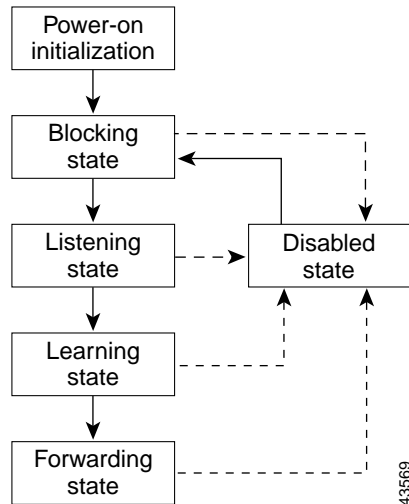 Power-on
initialization
Blocking
state
Listening
state
Disabled
state
Learning
state
Forwarding
state
43569